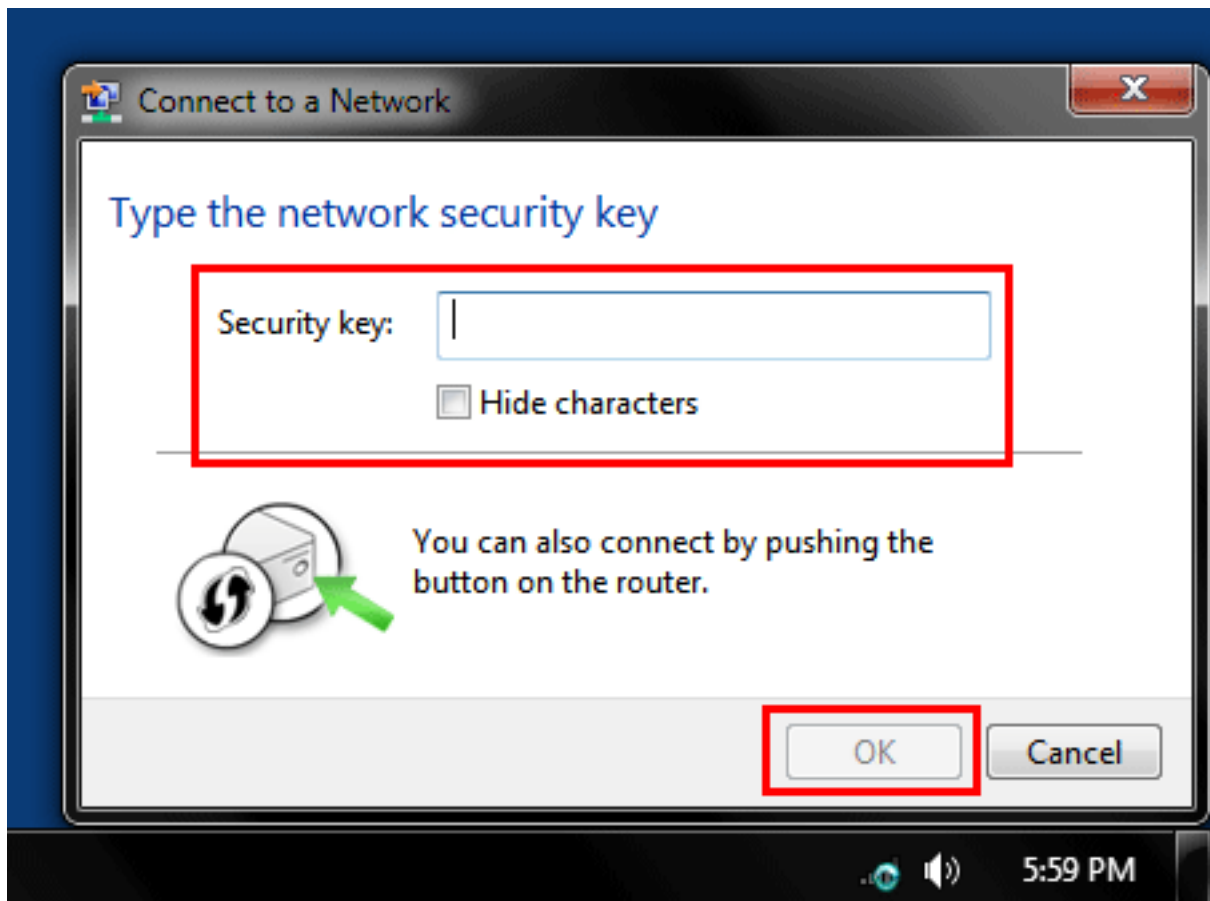 Connect to a Network
Type the network security key
Security key:
Hide characters
You can also connect by pushing the
button on the router.
OK
Cancel
5:59 PM